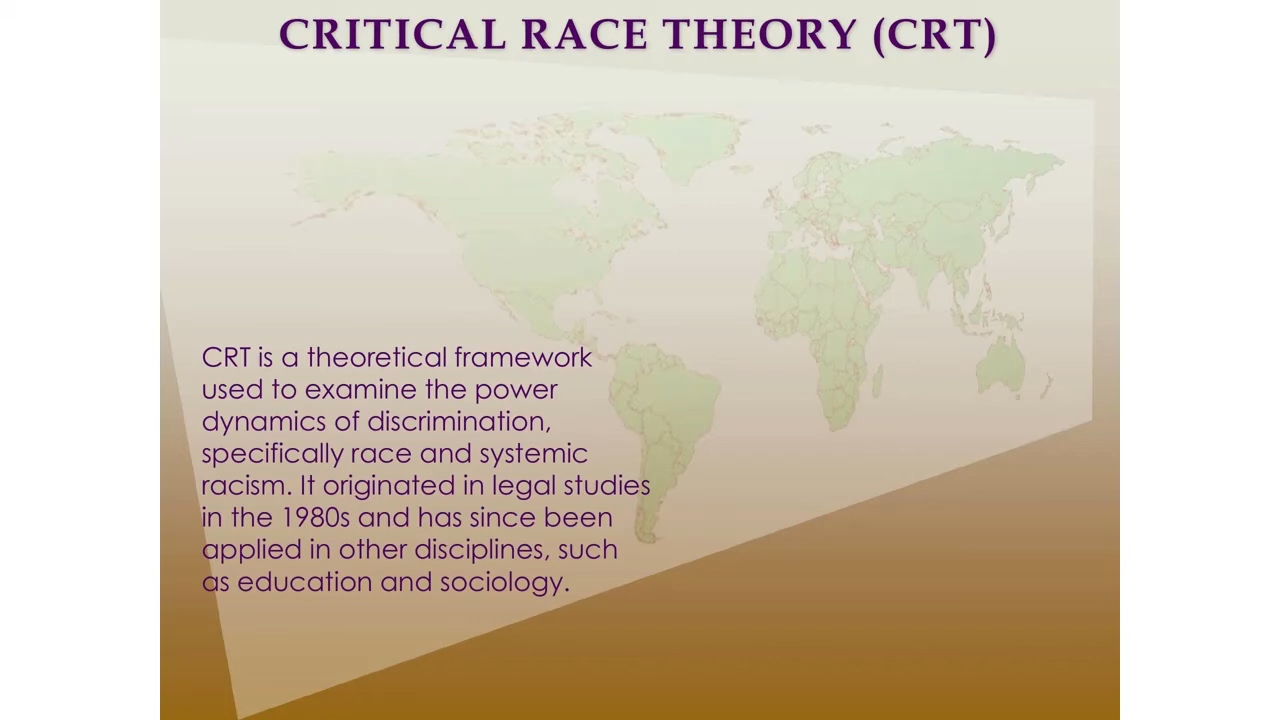 CRITICAL RACE THEORY (CRT)
CRT is a theoretical framework
used to examine the power
dynamics of discrimination,
specifically race and systemic
racism. It originated in legal studies
in the 1980s and has since been
applied in other disciplines, such
as education and sociology.